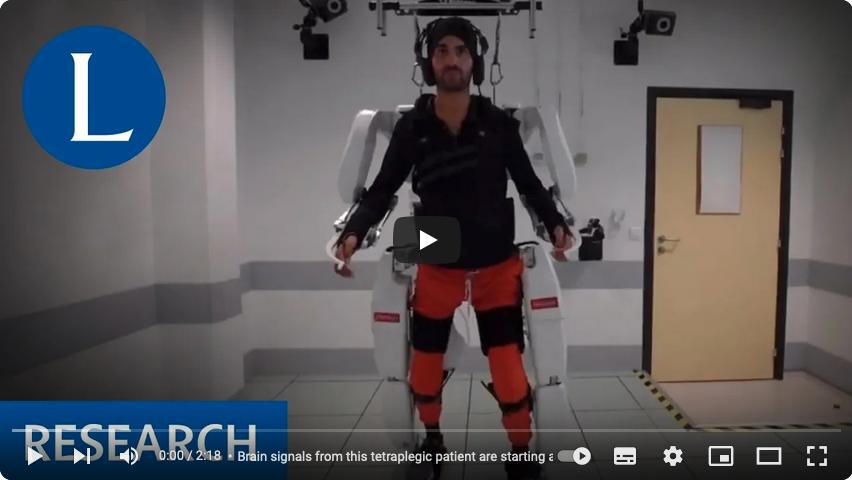 L
RESEARCH
0:00 / 2:18 • Brain signals from this tetraplegic patient are starting a